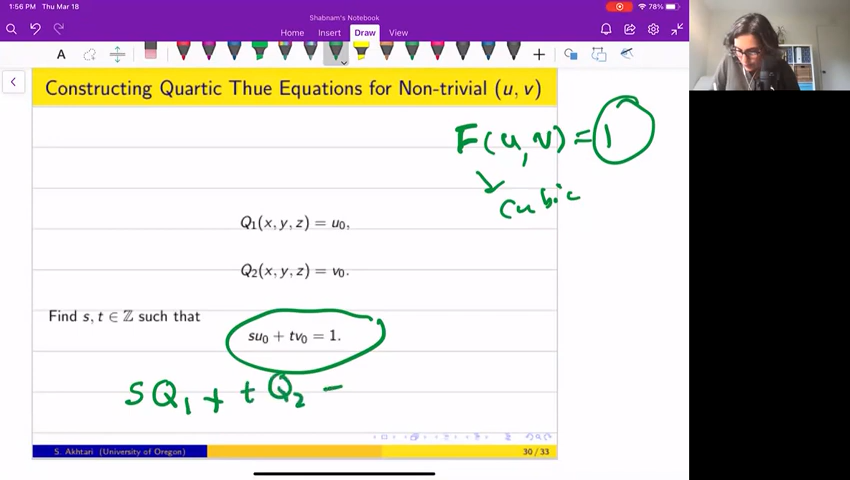 1:56 PM Thu Mar 18
78%
Shabnam's Notebook
Home Insert Draw View
A
Constructing Quartic Thue Equations for Non-trivial (u, v)
F(u, v) = 1
cubic
Q₁(x, y, z) = u₀,
Q₂(x, y, z) = v₀.
Find s, t ∈ ℤ such that
su₀ + tv₀ = 1.
SQ₁ + tQ₂ =
S. Akhtari (University of Oregon)
30 / 33